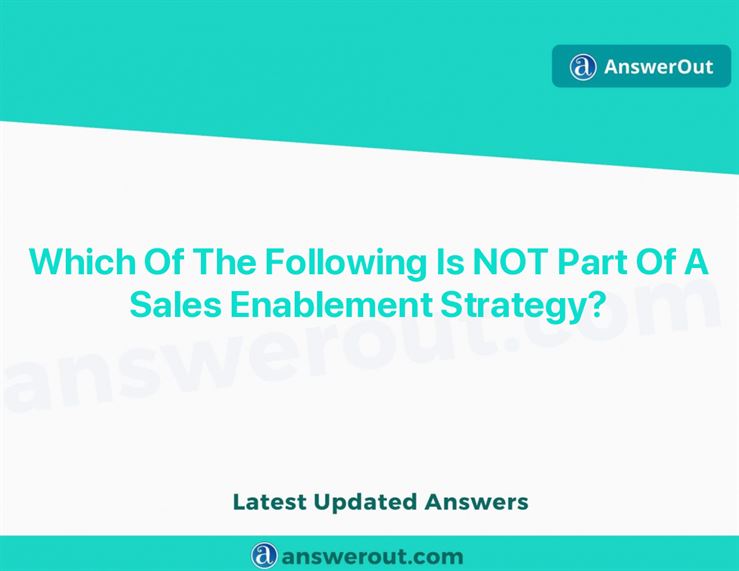 AnswerOut
Which Of The Following Is NOT Part Of A
Sales Enablement Strategy?
answerout.com
Latest Updated Answers
answerout.com